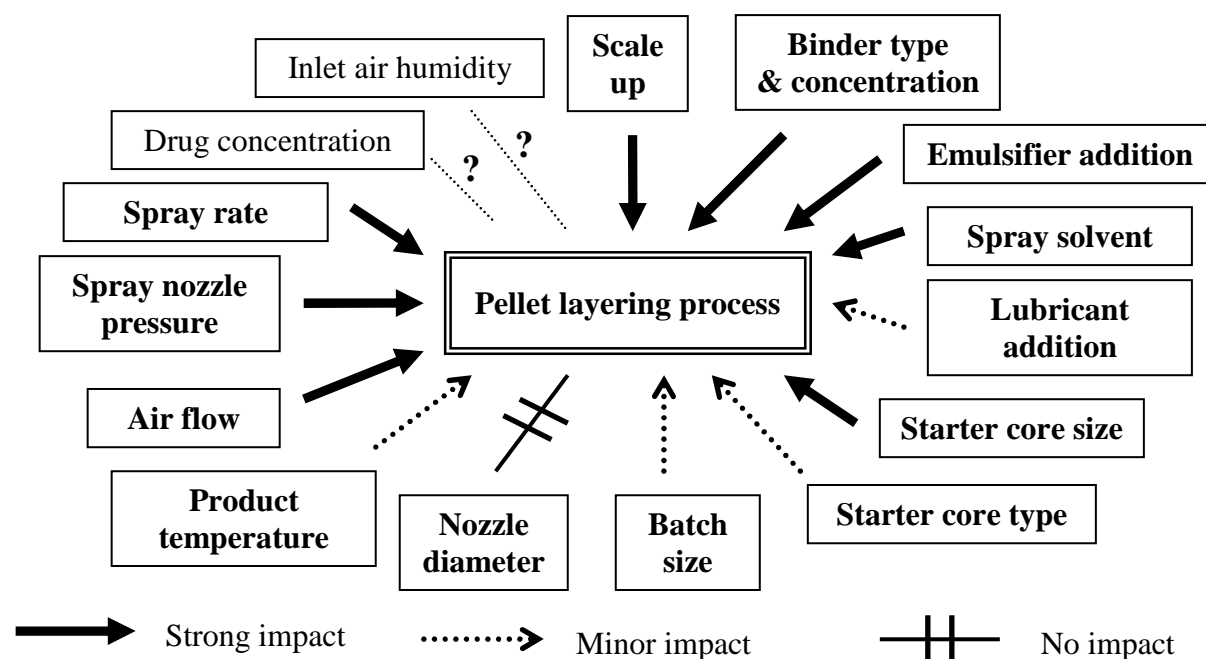 Scale
up
Binder type
& concentration
Inlet air humidity
Drug concentration
?
?
Emulsifier addition
Spray rate
Spray solvent
Spray nozzle
pressure
Pellet layering process
Lubricant
addition
Air flow
Starter core size
Product
temperature
Nozzle
diameter
Batch
size
Starter core type
Strong impact
Minor impact
No impact